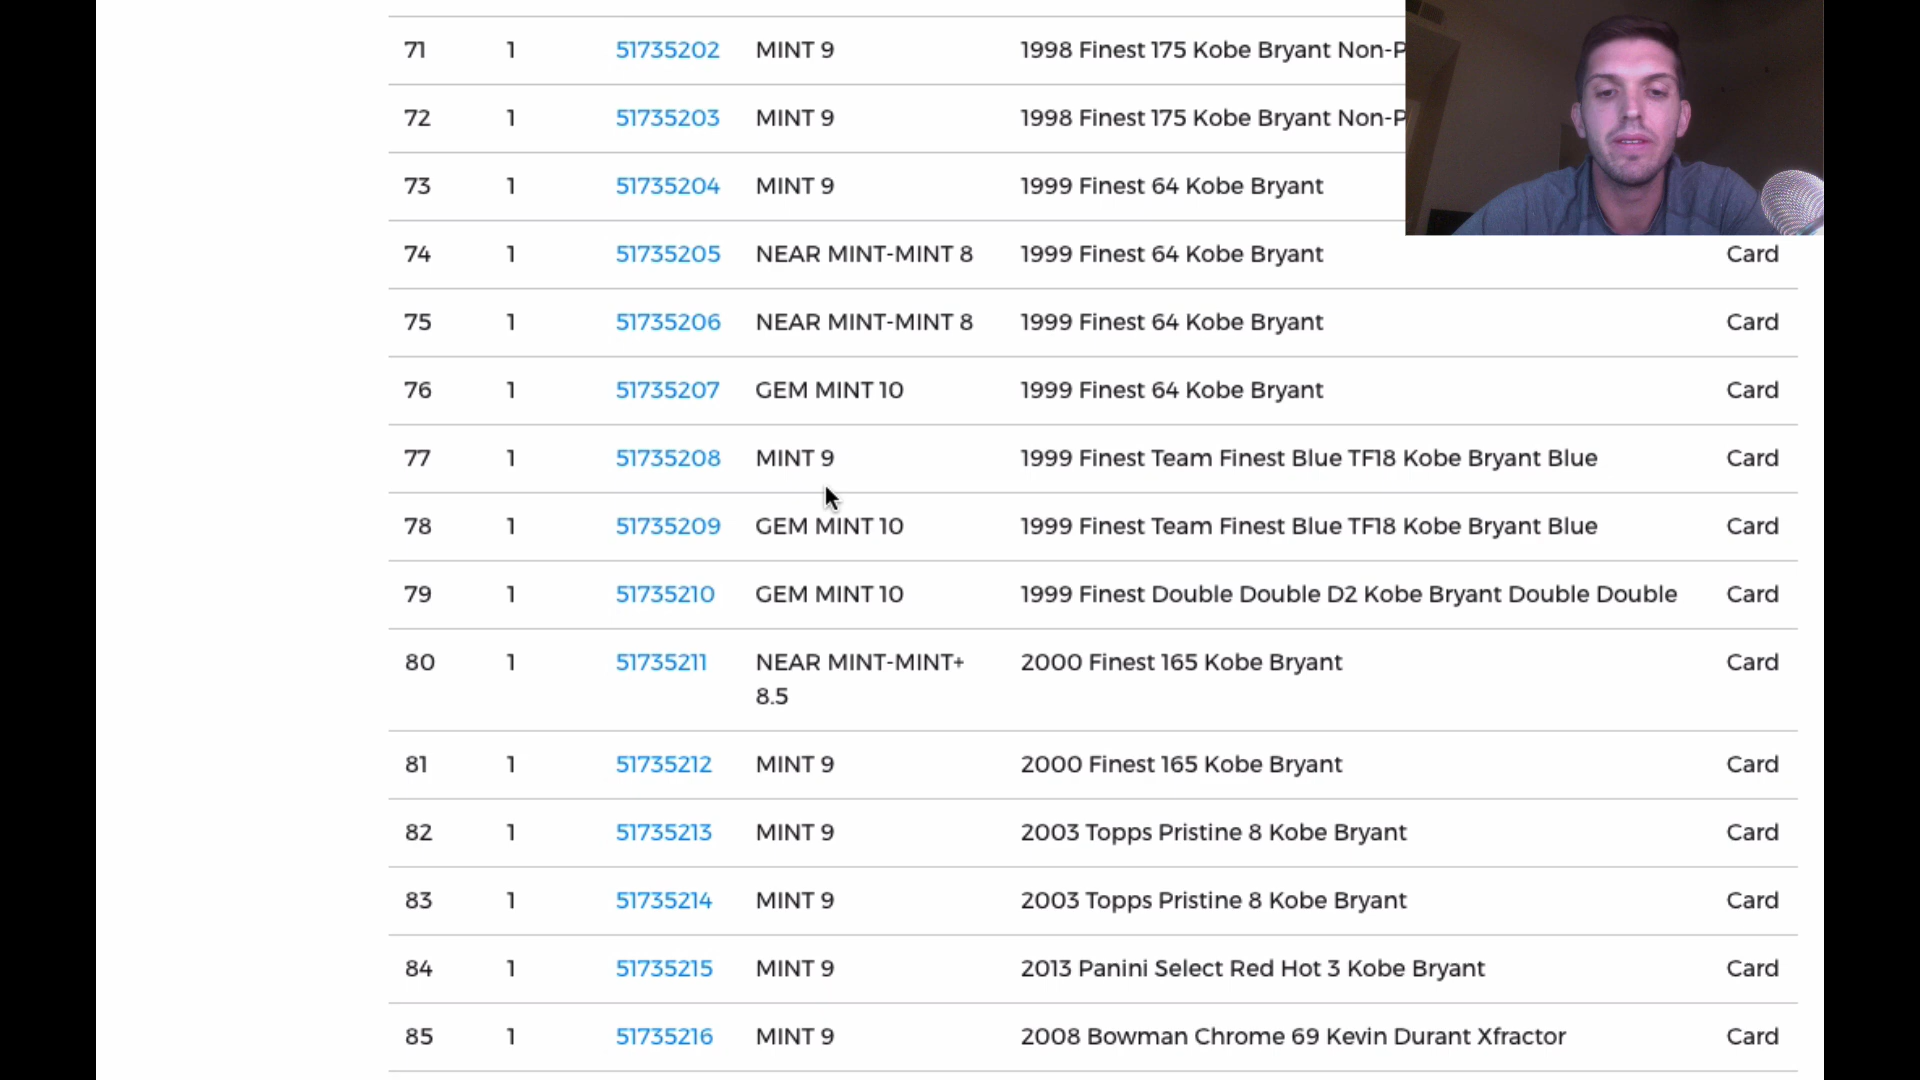 71 1 51735202 MINT 9 1998 Finest 175 Kobe Bryant Non-P
72 1 51735203 MINT 9 1998 Finest 175 Kobe Bryant Non-P
73 1 51735204 MINT 9 1999 Finest 64 Kobe Bryant
74 1 51735205 NEAR MINT-MINT 8 1999 Finest 64 Kobe Bryant Card
75 1 51735206 NEAR MINT-MINT 8 1999 Finest 64 Kobe Bryant Card
76 1 51735207 GEM MINT 10 1999 Finest 64 Kobe Bryant Card
77 1 51735208 MINT 9 1999 Finest Team Finest Blue TF18 Kobe Bryant Blue Card
78 1 51735209 GEM MINT 10 1999 Finest Team Finest Blue TF18 Kobe Bryant Blue Card
79 1 51735210 GEM MINT 10 1999 Finest Double Double D2 Kobe Bryant Double Double Card
80 1 51735211 NEAR MINT-MINT+ 2000 Finest 165 Kobe Bryant Card
8.5
81 1 51735212 MINT 9 2000 Finest 165 Kobe Bryant Card
82 1 51735213 MINT 9 2003 Topps Pristine 8 Kobe Bryant Card
83 1 51735214 MINT 9 2003 Topps Pristine 8 Kobe Bryant Card
84 1 51735215 MINT 9 2013 Panini Select Red Hot 3 Kobe Bryant Card
85 1 51735216 MINT 9 2008 Bowman Chrome 69 Kevin Durant Xfractor Card